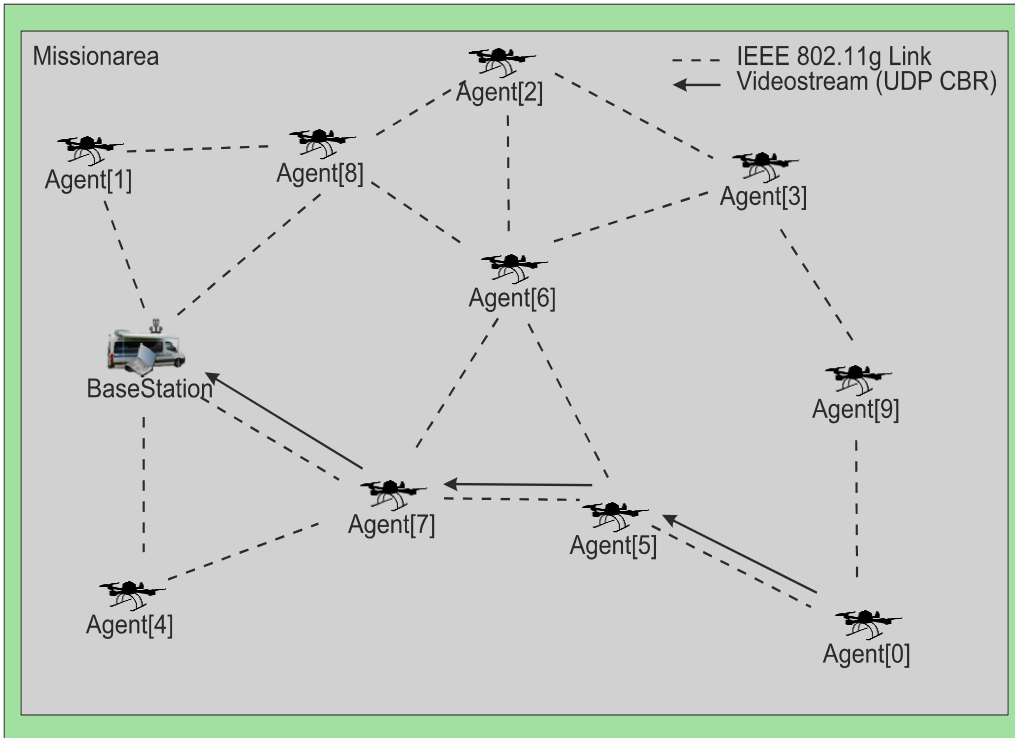 Missionarea
IEEE 802.11g Link
Videostream (UDP CBR)
Agent[2]
Agent[1]
Agent[8]
Agent[3]
Agent[6]
BaseStation
Agent[9]
Agent[7]
Agent[5]
Agent[4]
Agent[0]